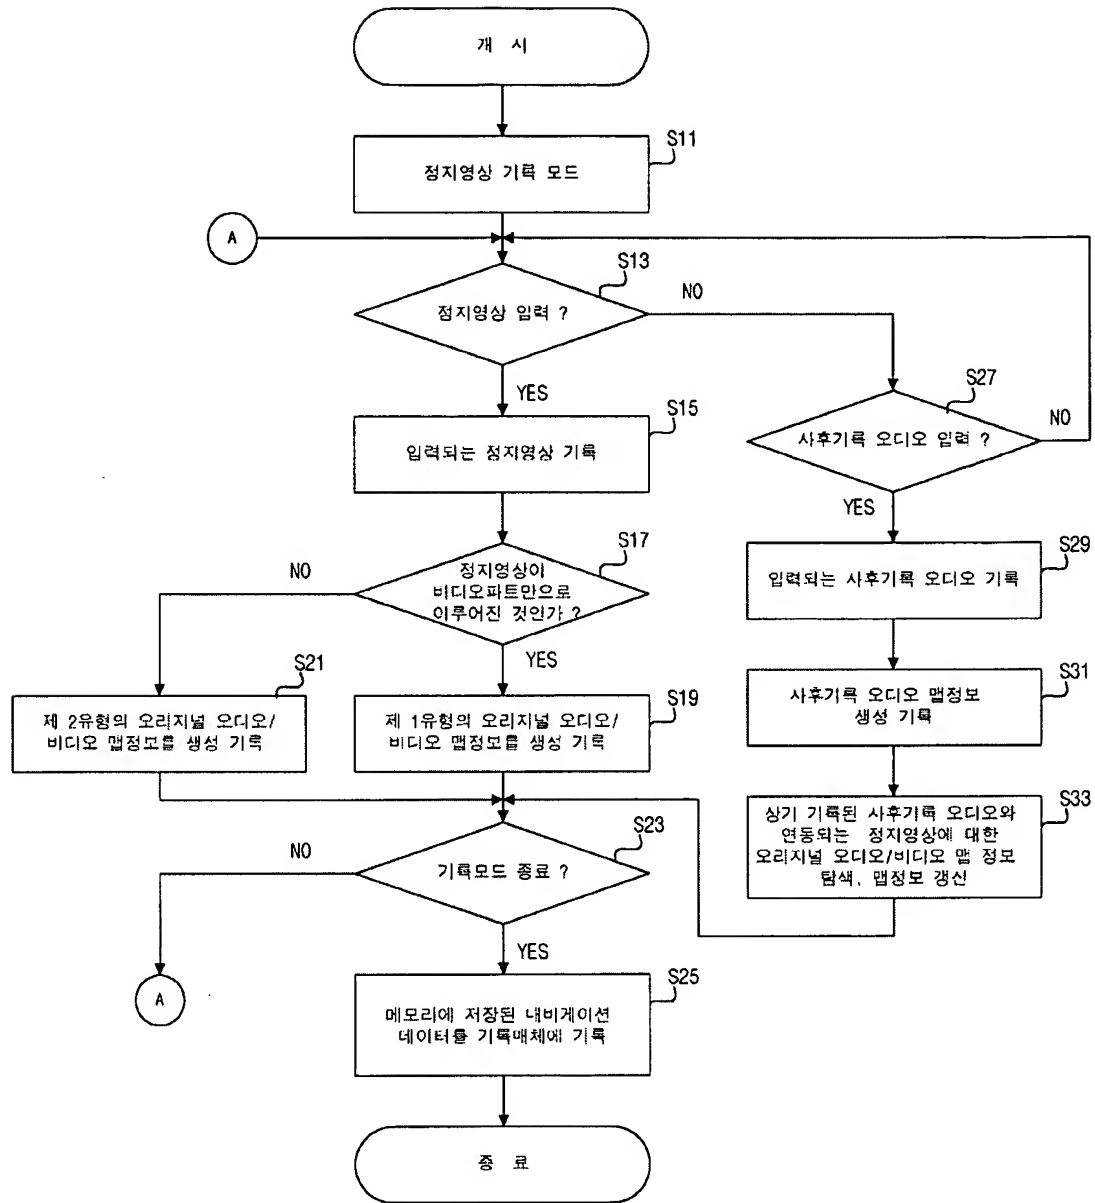 개 시
S11
정지영상 기록 모드
A
S13
정지영상 입력 ?
NO
YES
S27
사후기록 오디오 입력 ?
NO
YES
S15
입력되는 정지영상 기록
S17
정지영상이
비디오파트만으로
이루어진 것인가 ?
NO
YES
S29
입력되는 사후기록 오디오 기록
S21
제 2유형의 오리지널 오디오/
비디오 맵정보를 생성 기록
S19
제 1유형의 오리지널 오디오/
비디오 맵정보를 생성 기록
S31
사후기록 오디오 맵정보
생성 기록
S33
상기 기록된 사후기록 오디오와
연동되는 정지영상에 대한
오리지널 오디오/비디오 맵 정보
탐색, 맵정보 갱신
S23
기록모드 종료 ?
NO
YES
A
S25
메모리에 저장된 내비게이션
데이터를 기록매체에 기록
종 료